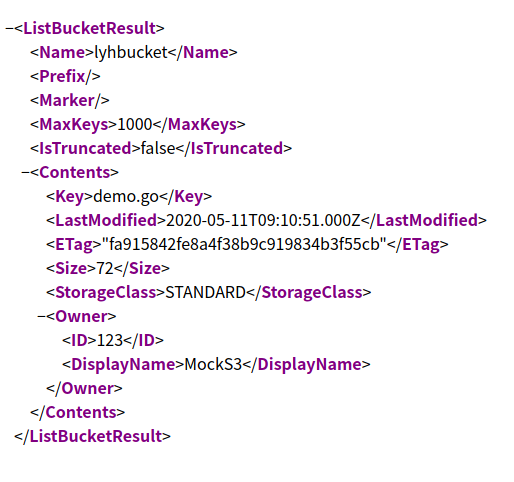 −<ListBucketResult>
<Name>lyhbucket</Name>
<Prefix/>
<Marker/>
<MaxKeys>1000</MaxKeys>
<IsTruncated>false</IsTruncated>
−<Contents>
<Key>demo.go</Key>
<LastModified>2020-05-11T09:10:51.000Z</LastModified>
<ETag>"fa915842fe8a4f38b9c919834b3f55cb"</ETag>
<Size>72</Size>
<StorageClass>STANDARD</StorageClass>
−<Owner>
<ID>123</ID>
<DisplayName>MockS3</DisplayName>
</Owner>
</Contents>
</ListBucketResult>